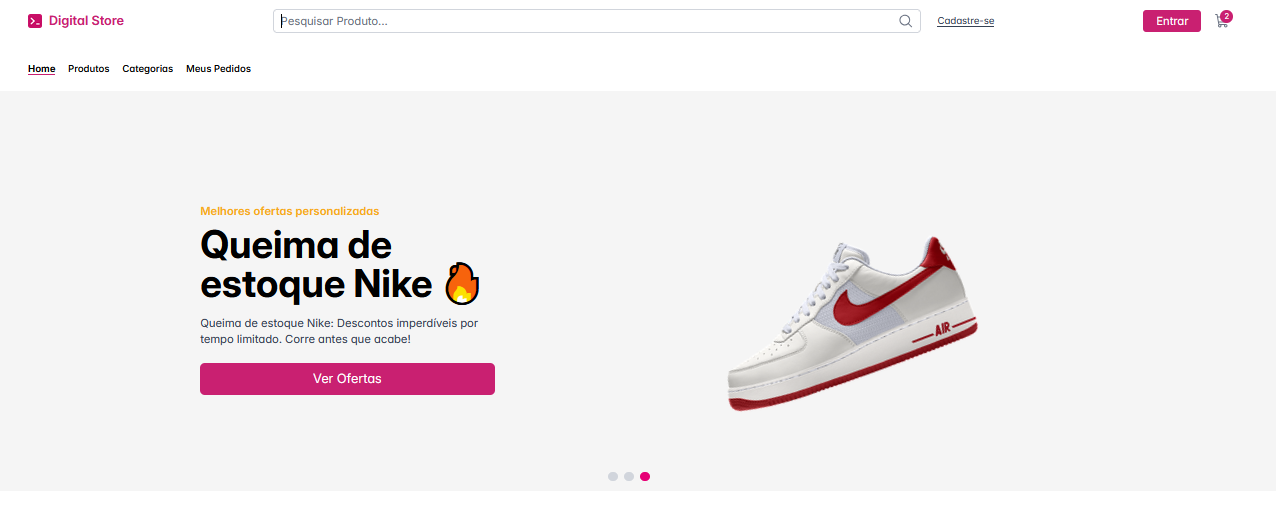 Digital Store
Pesquisar Produto...
Cadastre-se
Entrar
2
Home Produtos Categorias Meus Pedidos
Melhores ofertas personalizadas
Queima de
estoque Nike 🔥
Queima de estoque Nike: Descontos imperdíveis por
tempo limitado. Corre antes que acabe!
Ver Ofertas
AIR